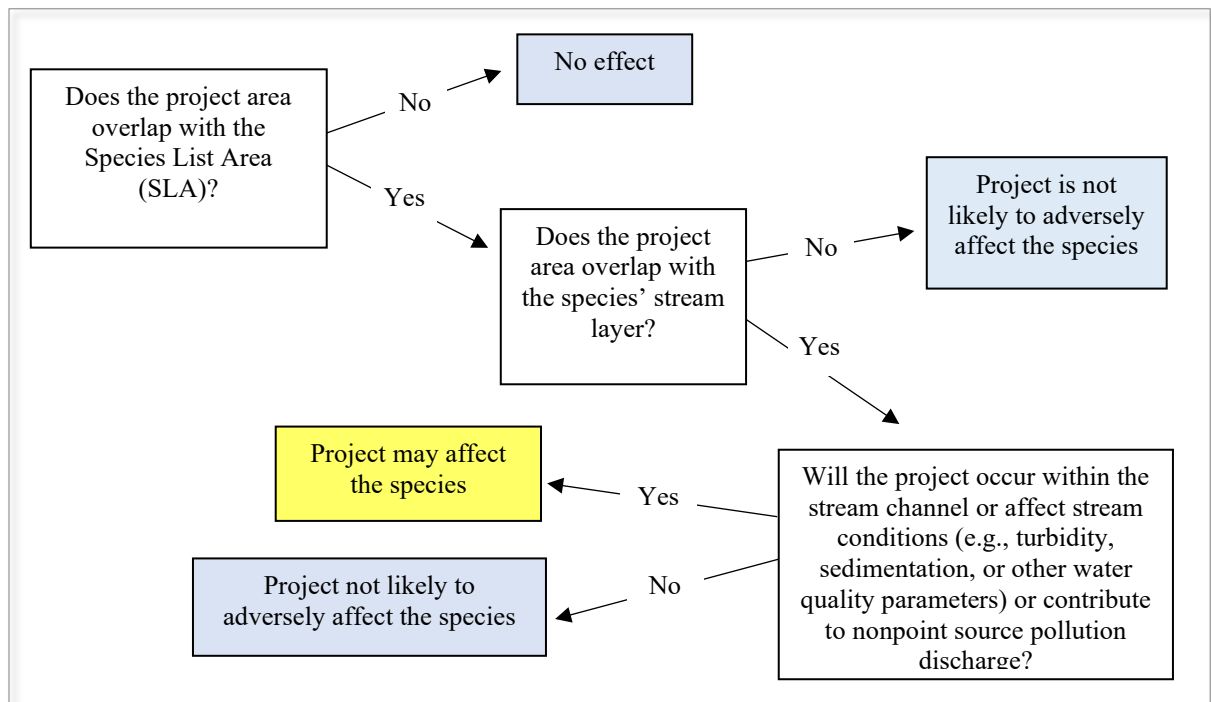 Does the project area
overlap with the
Species List Area
(SLA)?
No
No effect
Yes
Does the project
area overlap with
the species’ stream
layer?
No
Project is not
likely to adversely
affect the species
Yes
Will the project occur within the
stream channel or affect stream
conditions (e.g., turbidity,
sedimentation, or other water
quality parameters) or contribute
to nonpoint source pollution
discharge?
Yes
Project may affect
the species
No
Project not likely to
adversely affect the species